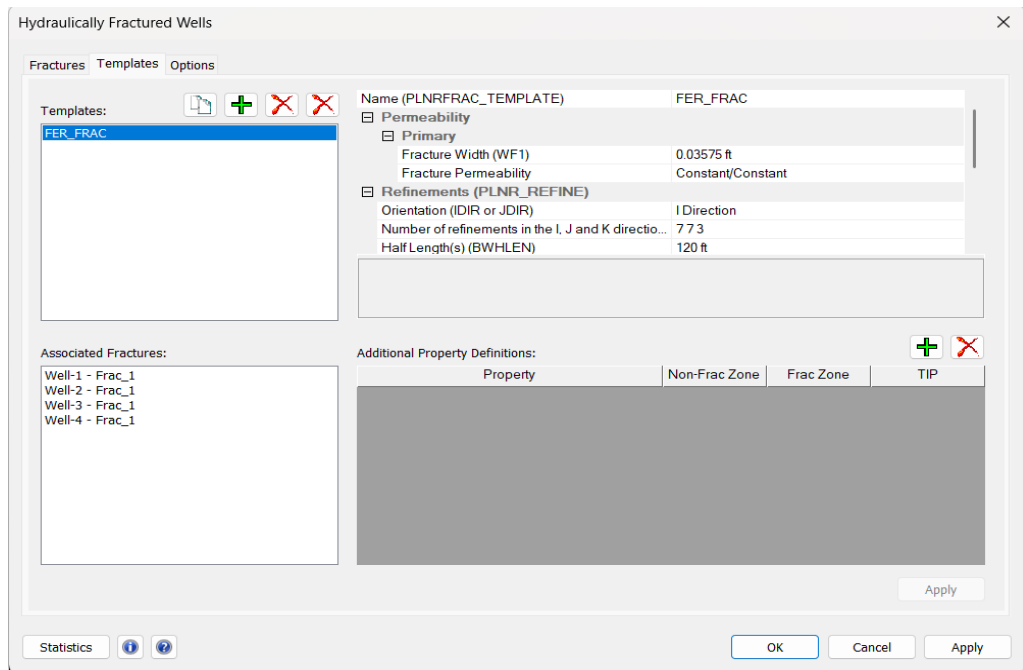 Hydraulically Fractured Wells
Fractures Templates Options
Templates:
FER_FRAC
Name (PLNRFRAC_TEMPLATE) FER_FRAC
Permeability
Primary
Fracture Width (WF1) 0.03575 ft
Fracture Permeability Constant/Constant
Refinements (PLNR_REFINE)
Orientation (IDIR or JDIR) I Direction
Number of refinements in the I, J and K directio... 7 7 3
Half Length(s) (BWHLEN) 120 ft
Associated Fractures:
Well-1 - Frac_1
Well-2 - Frac_1
Well-3 - Frac_1
Well-4 - Frac_1
Additional Property Definitions:
Property Non-Frac Zone Frac Zone TIP
Apply
Statistics OK Cancel Apply